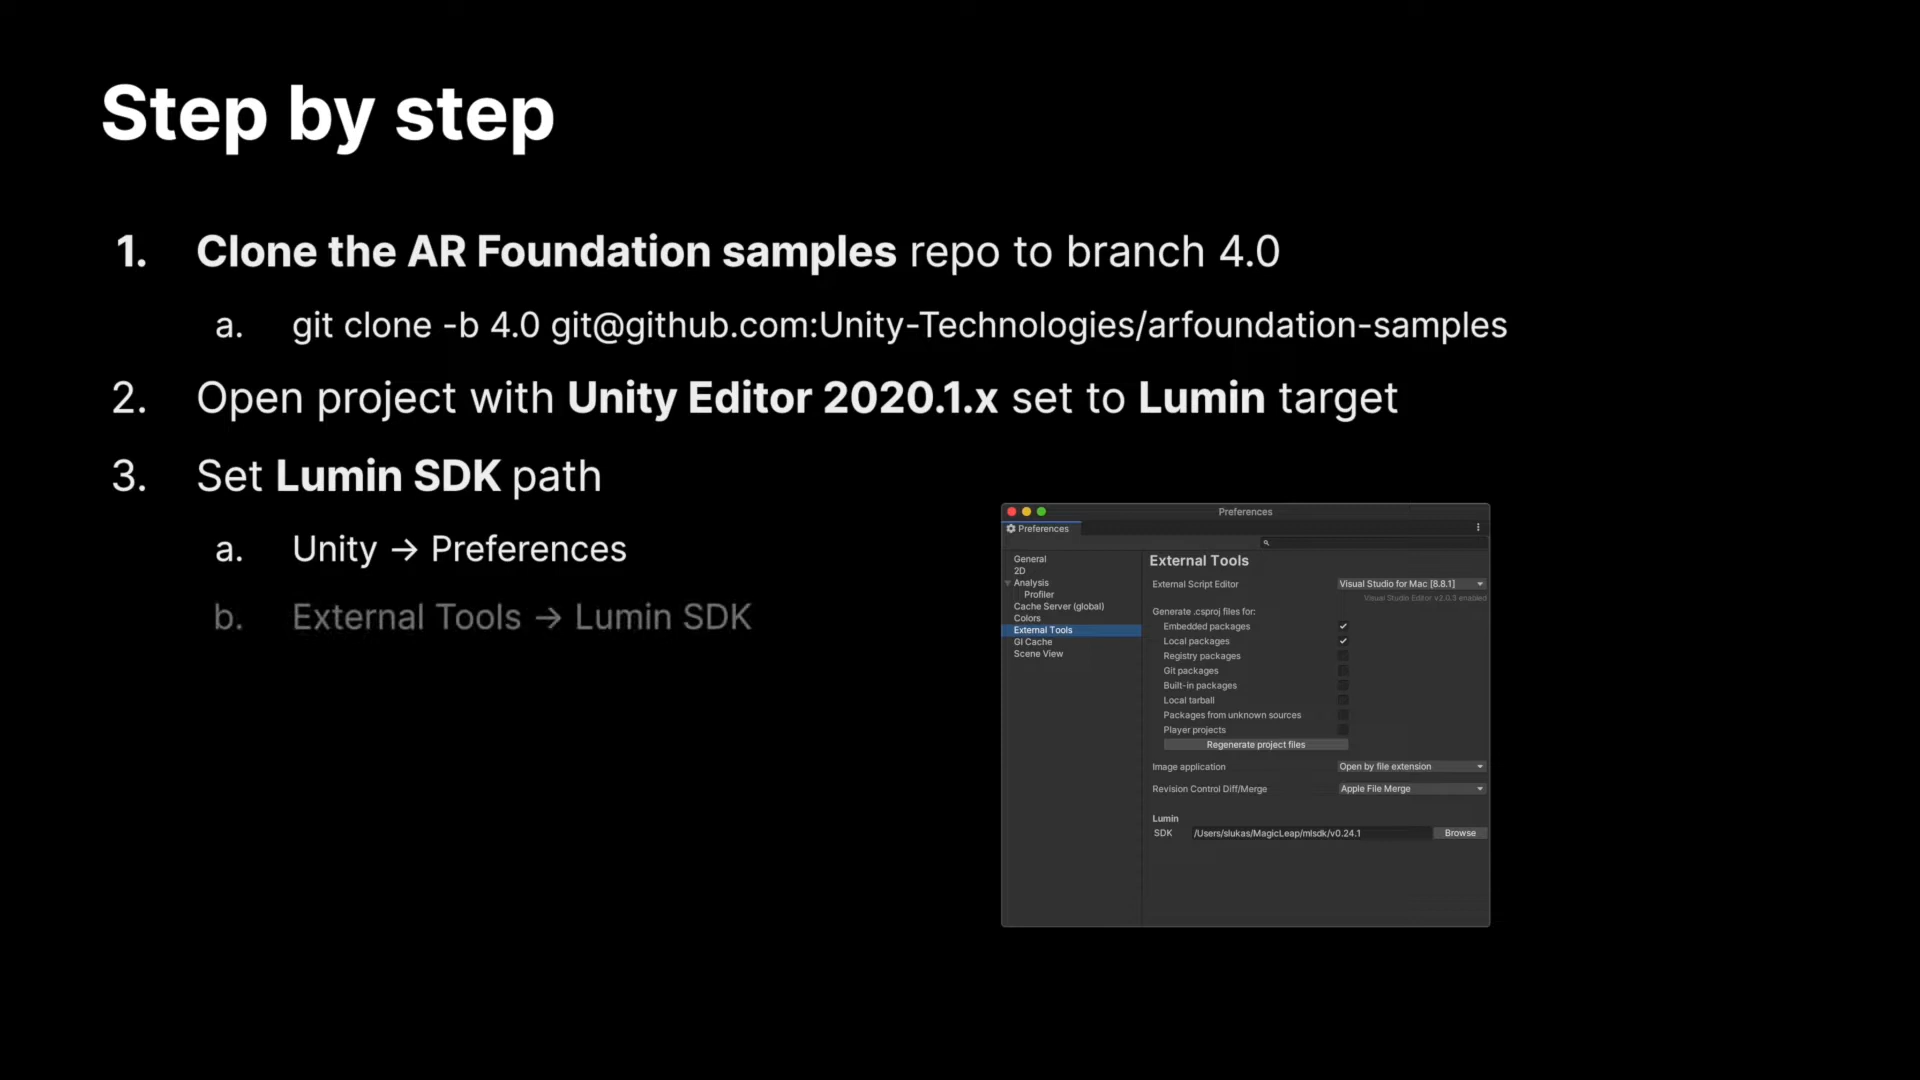 Step by step
1. Clone the AR Foundation samples repo to branch 4.0
a. git clone -b 4.0 git@github.com:Unity-Technologies/arfoundation-samples
2. Open project with Unity Editor 2020.1.x set to Lumin target
3. Set Lumin SDK path
a. Unity → Preferences
b. External Tools → Lumin SDK
Preferences
Preferences
General
2D
Analysis
Profiler
Cache Server (global)
Colors
External Tools
GI Cache
Scene View
External Tools
External Script Editor Visual Studio for Mac [8.8.1]
Visual Studio Editor v2.0.3 enabled
Generate .csproj files for:
Embedded packages
Local packages
Registry packages
Git packages
Built-in packages
Local tarball
Packages from unknown sources
Player projects
Regenerate project files
Image application Open by file extension
Revision Control Diff/Merge Apple File Merge
Lumin
SDK /Users/slukas/MagicLeap/mlsdk/v0.24.1 Browse